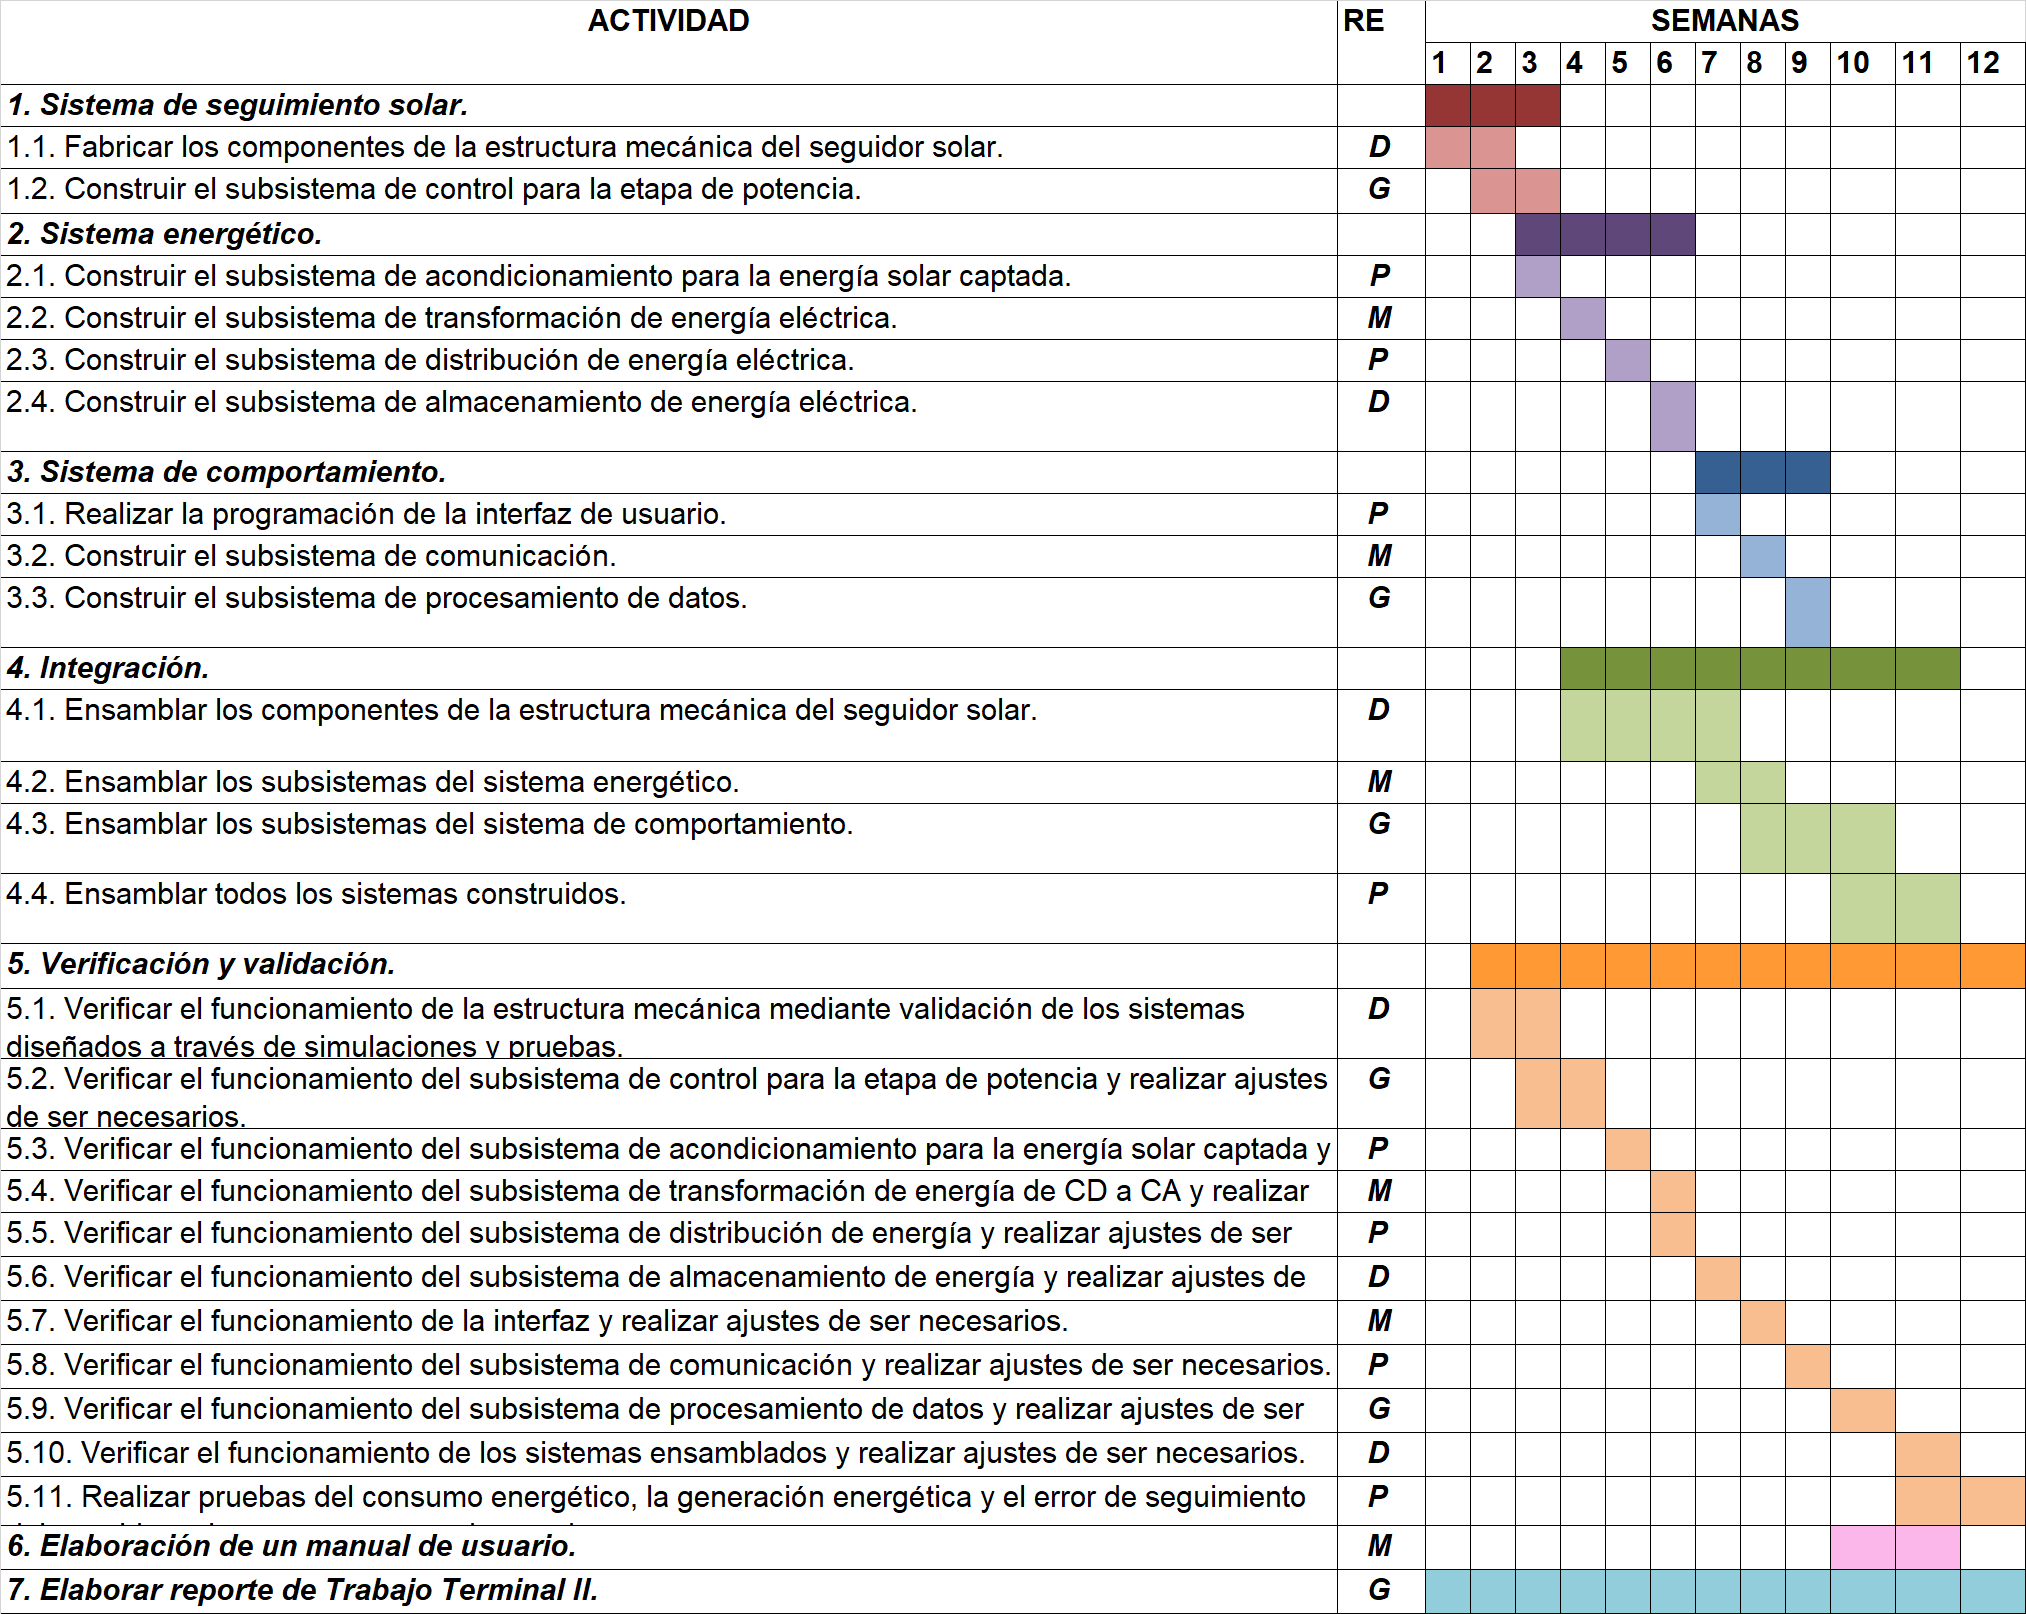 ACTIVIDAD RE SEMANAS
1 2 3 4 5 6 7 8 9 10 11 12
1. Sistema de seguimiento solar.
1.1. Fabricar los componentes de la estructura mecánica del seguidor solar. D
1.2. Construir el subsistema de control para la etapa de potencia. G
2. Sistema energético.
2.1. Construir el subsistema de acondicionamiento para la energía solar captada. P
2.2. Construir el subsistema de transformación de energía eléctrica. M
2.3. Construir el subsistema de distribución de energía eléctrica. P
2.4. Construir el subsistema de almacenamiento de energía eléctrica. D
3. Sistema de comportamiento.
3.1. Realizar la programación de la interfaz de usuario. P
3.2. Construir el subsistema de comunicación. M
3.3. Construir el subsistema de procesamiento de datos. G
4. Integración.
4.1. Ensamblar los componentes de la estructura mecánica del seguidor solar. D
4.2. Ensamblar los subsistemas del sistema energético. M
4.3. Ensamblar los subsistemas del sistema de comportamiento. G
4.4. Ensamblar todos los sistemas construidos. P
5. Verificación y validación.
5.1. Verificar el funcionamiento de la estructura mecánica mediante validación de los sistemas D
diseñados a través de simulaciones y pruebas.
5.2. Verificar el funcionamiento del subsistema de control para la etapa de potencia y realizar ajustes G
de ser necesarios.
5.3. Verificar el funcionamiento del subsistema de acondicionamiento para la energía solar captada y P
5.4. Verificar el funcionamiento del subsistema de transformación de energía de CD a CA y realizar M
5.5. Verificar el funcionamiento del subsistema de distribución de energía y realizar ajustes de ser P
5.6. Verificar el funcionamiento del subsistema de almacenamiento de energía y realizar ajustes de D
5.7. Verificar el funcionamiento de la interfaz y realizar ajustes de ser necesarios. M
5.8. Verificar el funcionamiento del subsistema de comunicación y realizar ajustes de ser necesarios. P
5.9. Verificar el funcionamiento del subsistema de procesamiento de datos y realizar ajustes de ser G
5.10. Verificar el funcionamiento de los sistemas ensamblados y realizar ajustes de ser necesarios. D
5.11. Realizar pruebas del consumo energético, la generación energética y el error de seguimiento P
6. Elaboración de un manual de usuario. M
7. Elaborar reporte de Trabajo Terminal II. G